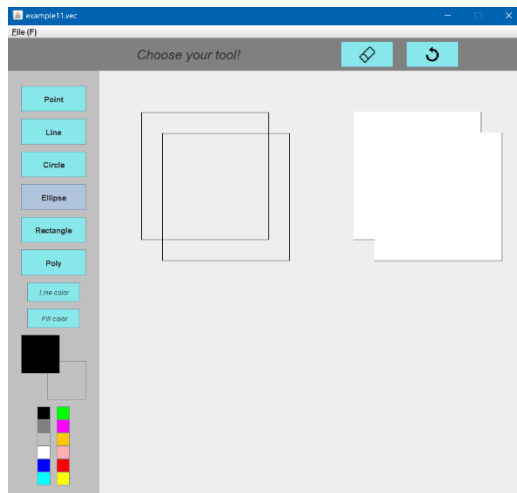 example11.vec
File (F)
Choose your tool!
Point
Line
Circle
Ellipse
Rectangle
Poly
Line color
Fill color